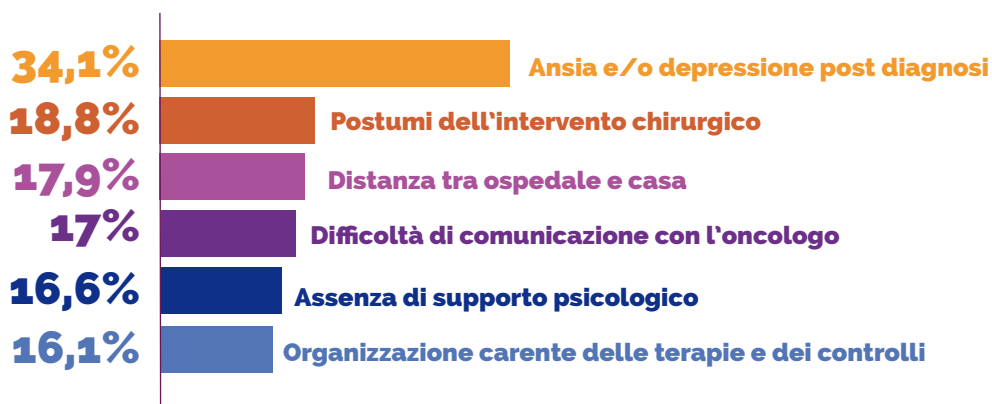 34,1% Ansia e/o depressione post diagnosi
18,8% Postumi dell'intervento chirurgico
17,9% Distanza tra ospedale e casa
17% Difficoltà di comunicazione con l'oncologo
16,6% Assenza di supporto psicologico
16,1% Organizzazione carente delle terapie e dei controlli